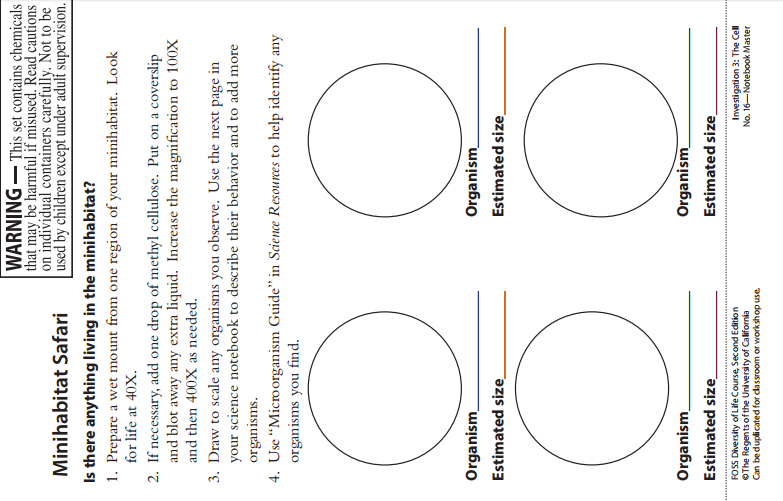 WARNING — This set contains chemicals
that may be harmful if misused. Read cautions
on individual containers carefully. Not to be
used by children except under adult supervision.
Minihabitat Safari
Is there anything living in the minihabitat?
1. Prepare a wet mount from one region of your minihabitat. Look
for life at 40X.
2. If necessary, add one drop of methyl cellulose. Put on a coverslip
and blot away any extra liquid. Increase the magnification to 100X
and then 400X as needed.
3. Draw to scale any organisms you observe. Use the next page in
your science notebook to describe their behavior and to add more
organisms.
4. Use “Microorganism Guide” in Science Resources to help identify any
organisms you find.
Organism
Estimated size
Organism
Estimated size
Organism
Estimated size
Organism
Estimated size
FOSS Diversity of Life Course, Second Edition
©The Regents of the University of California
Can be duplicated for classroom or workshop use.
Investigation 3: The Cell
No. 16—Notebook Master